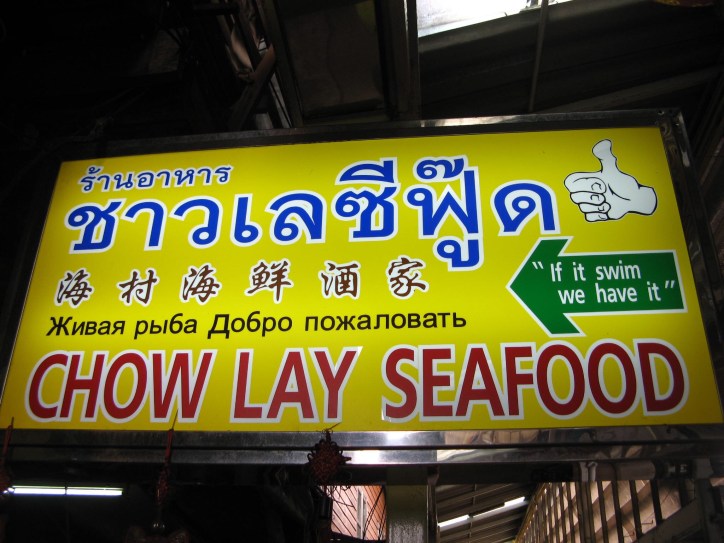 ร้านอาหาร
ชาวเลซีฟู๊ด
“ If it swim
we have it ”
海村海鮮酒家
Живая рыба Добро пожаловать
CHOW LAY SEAFOOD